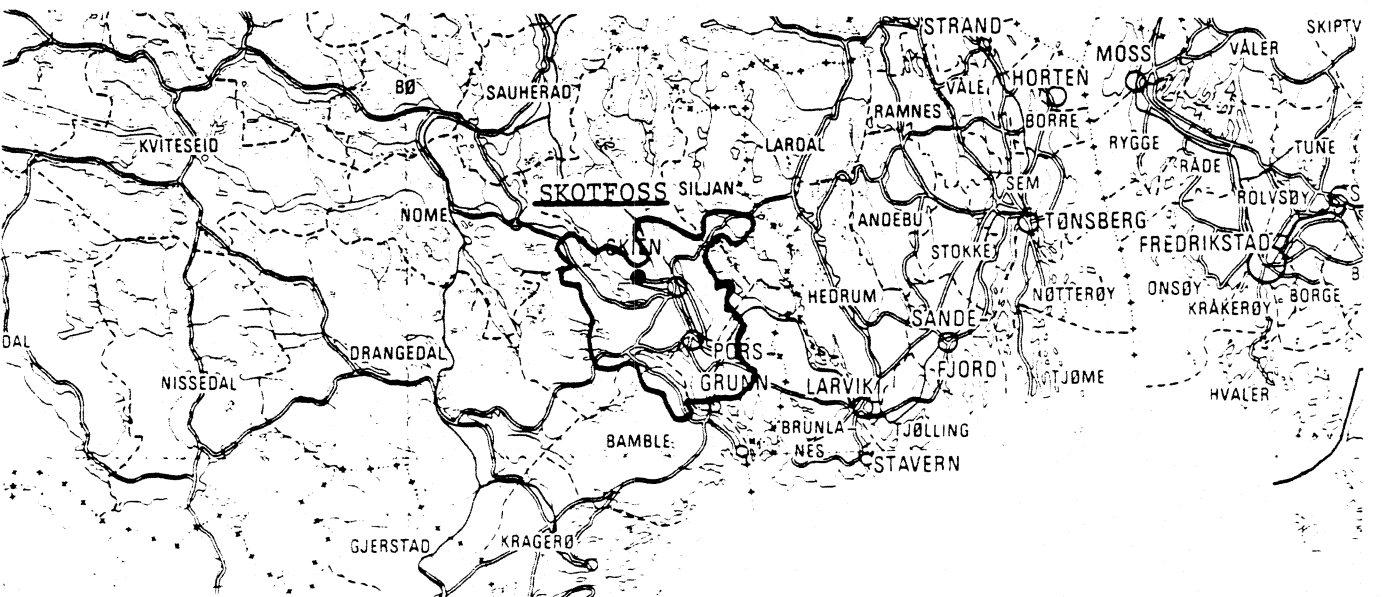 STRAND
SKIPTV
MOSS
VÅLER
HORTEN
VÅLE
BØ
SAUHERAD
RAMNES
BORRE
KVITESEID
LARDAL
RYGGE
TUNE
RÅDE
SKOTFOSS
SILJAN
SEM
ROLVSØY
S
NOME
ANDEBU
TØNSBERG
SKIEN
STOKKE
FREDRIKSTAD
B
HEDRUM
NØTTERØY
ONSØY
BORGE
KRÅKERØY
SANDE
DAL
DRANGEDAL
PORS
FJORD
NISSEDAL
GRUNN
LARVIK
TJØME
HVALER
BRUNLA
TJØLLING
BAMBLE
NES
STAVERN
GJERSTAD
KRAGERØ